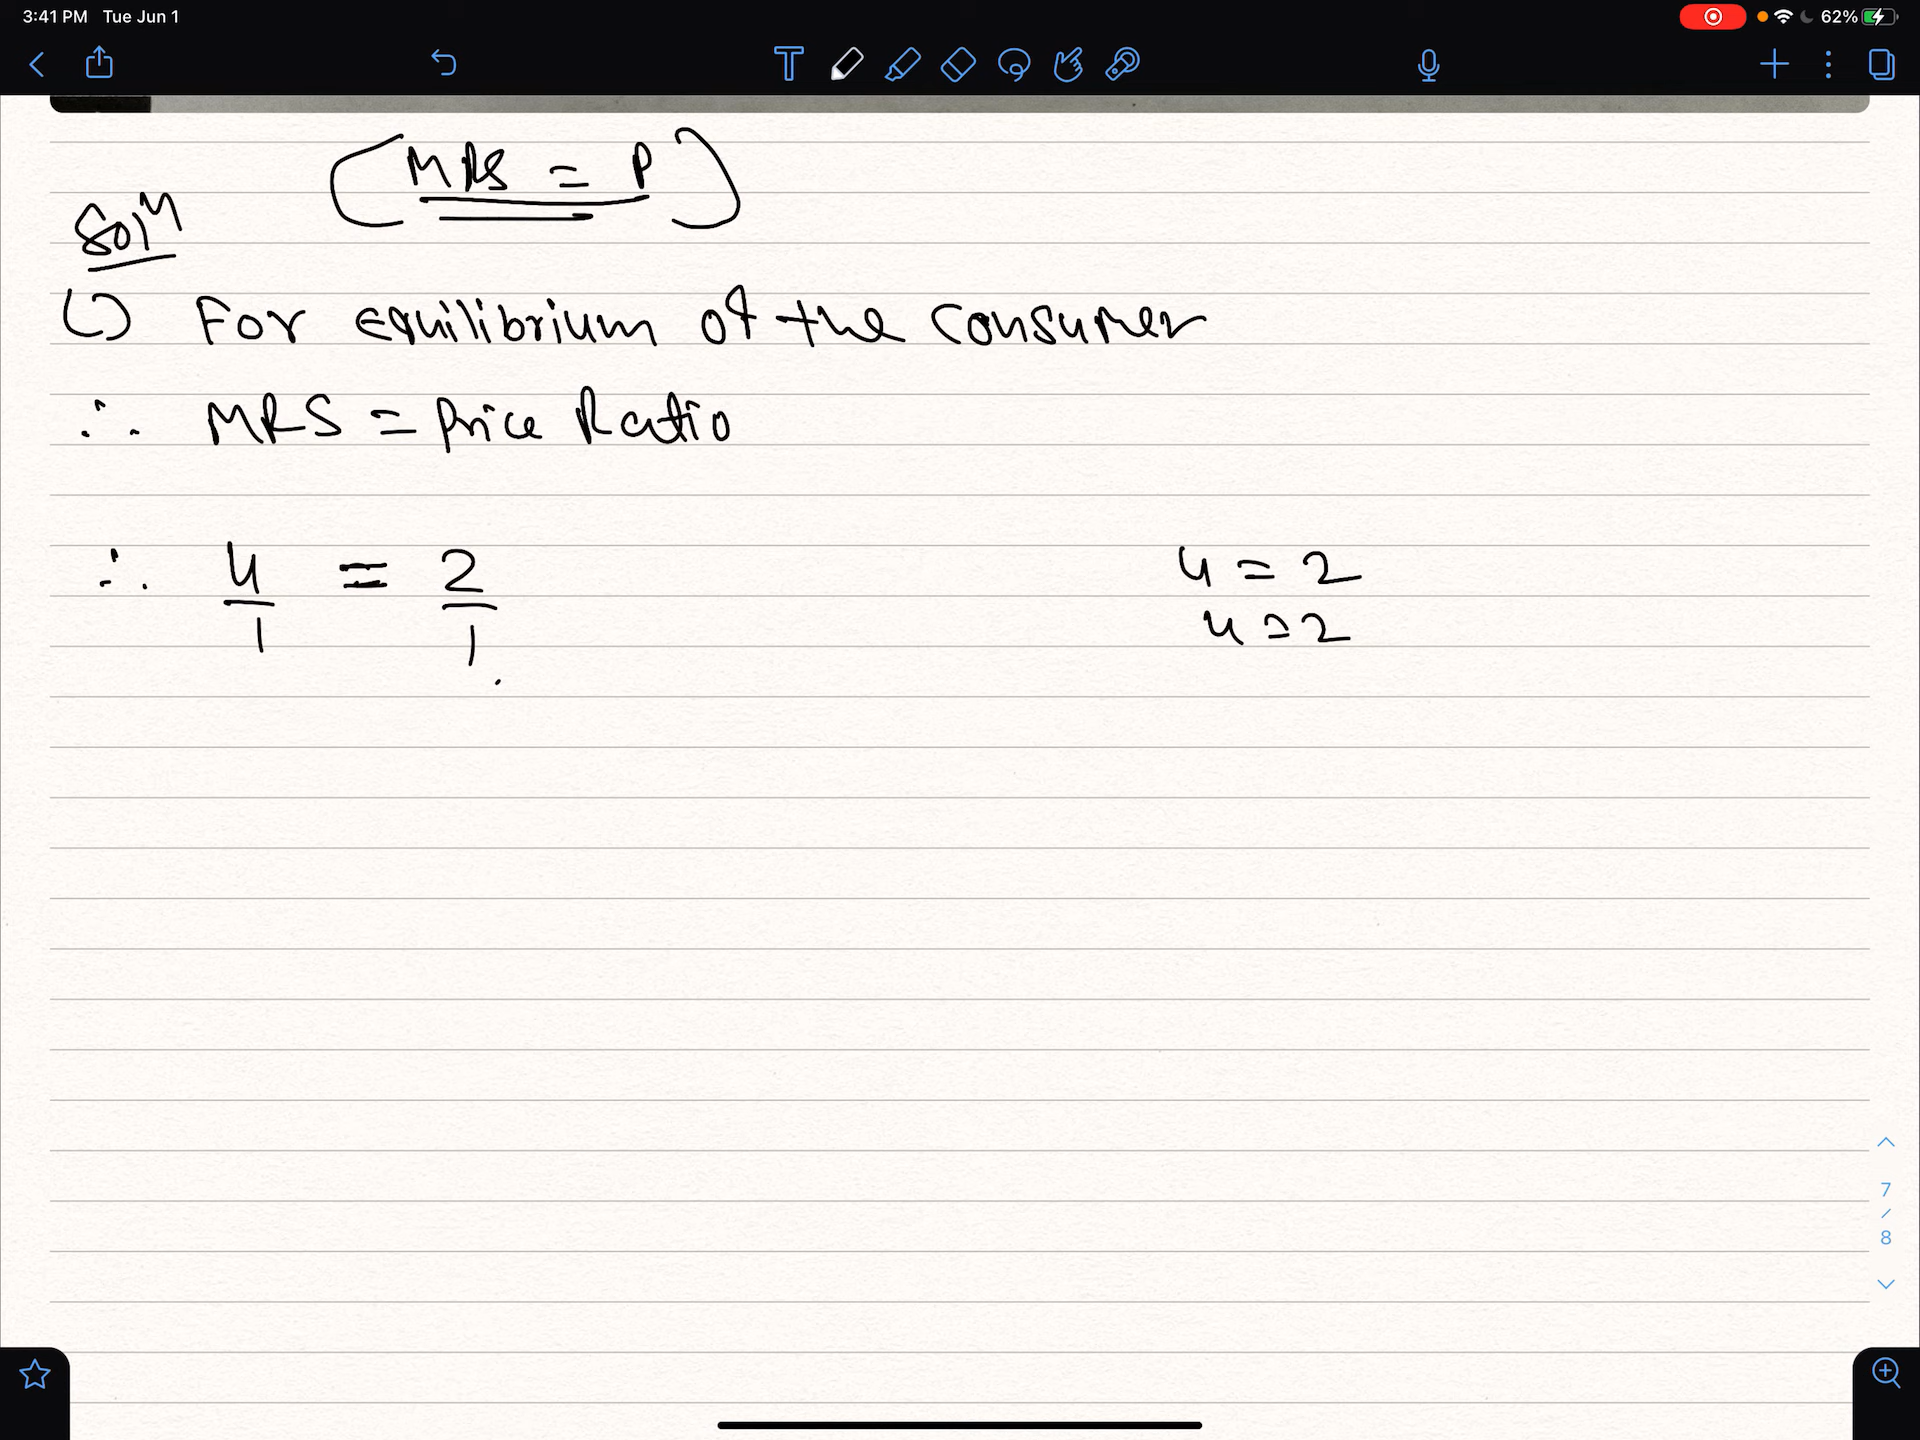 3:41 PM Tue Jun 1
62%
T
(MRS = P)
Solⁿ
(i) For equilibrium of the consumer
∴ MRS = Price Ratio
∴ 4/1 = 2/1
4 = 2
4 = 2
7
/
8